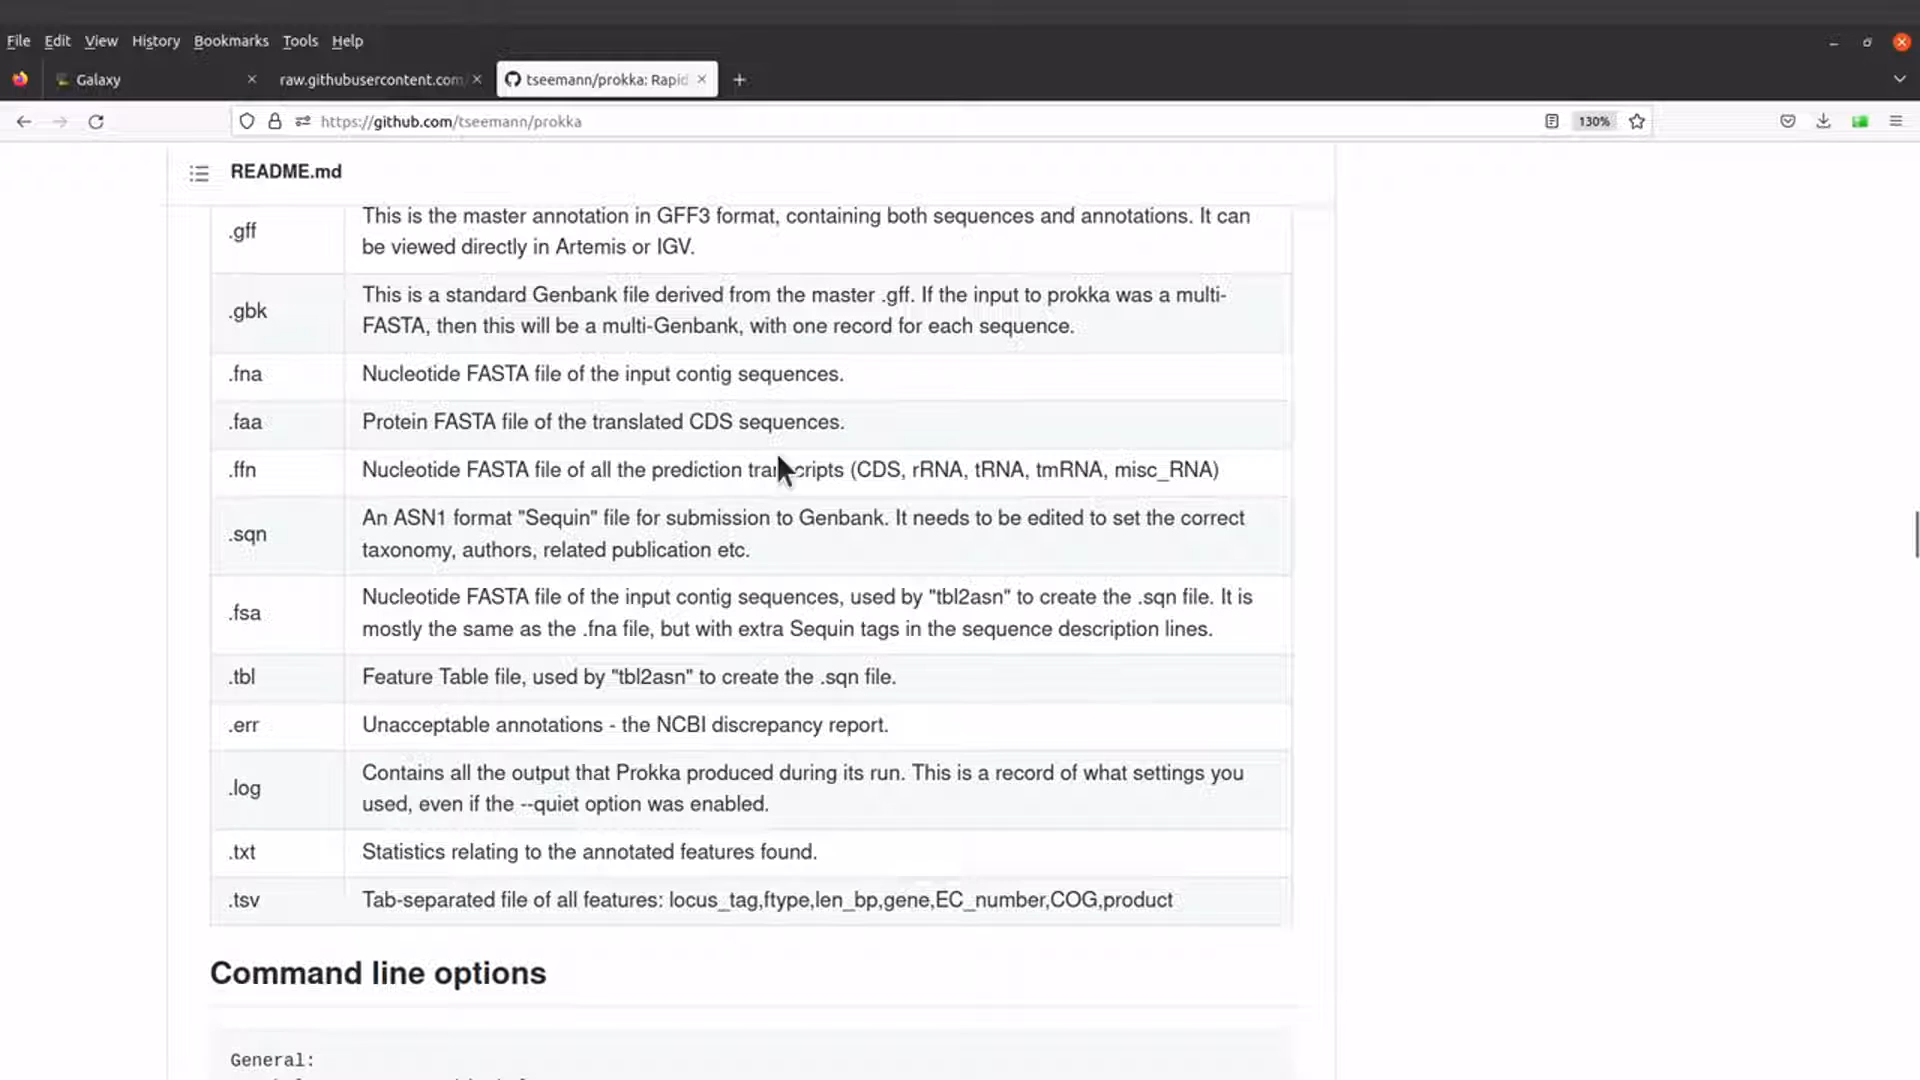 File Edit View History Bookmarks Tools Help
Galaxy
raw.githubusercontent.com/
tseemann/prokka: Rapid
https://github.com/tseemann/prokka
130%
README.md
.gff
This is the master annotation in GFF3 format, containing both sequences and annotations. It can
be viewed directly in Artemis or IGV.
.gbk
This is a standard Genbank file derived from the master .gff. If the input to prokka was a multi-
FASTA, then this will be a multi-Genbank, with one record for each sequence.
.fna
Nucleotide FASTA file of the input contig sequences.
.faa
Protein FASTA file of the translated CDS sequences.
.ffn
Nucleotide FASTA file of all the prediction transcripts (CDS, rRNA, tRNA, tmRNA, misc_RNA)
.sqn
An ASN1 format "Sequin" file for submission to Genbank. It needs to be edited to set the correct
taxonomy, authors, related publication etc.
.fsa
Nucleotide FASTA file of the input contig sequences, used by "tbl2asn" to create the .sqn file. It is
mostly the same as the .fna file, but with extra Sequin tags in the sequence description lines.
.tbl
Feature Table file, used by "tbl2asn" to create the .sqn file.
.err
Unacceptable annotations - the NCBI discrepancy report.
.log
Contains all the output that Prokka produced during its run. This is a record of what settings you
used, even if the --quiet option was enabled.
.txt
Statistics relating to the annotated features found.
.tsv
Tab-separated file of all features: locus_tag,ftype,len_bp,gene,EC_number,COG,product
Command line options
General: